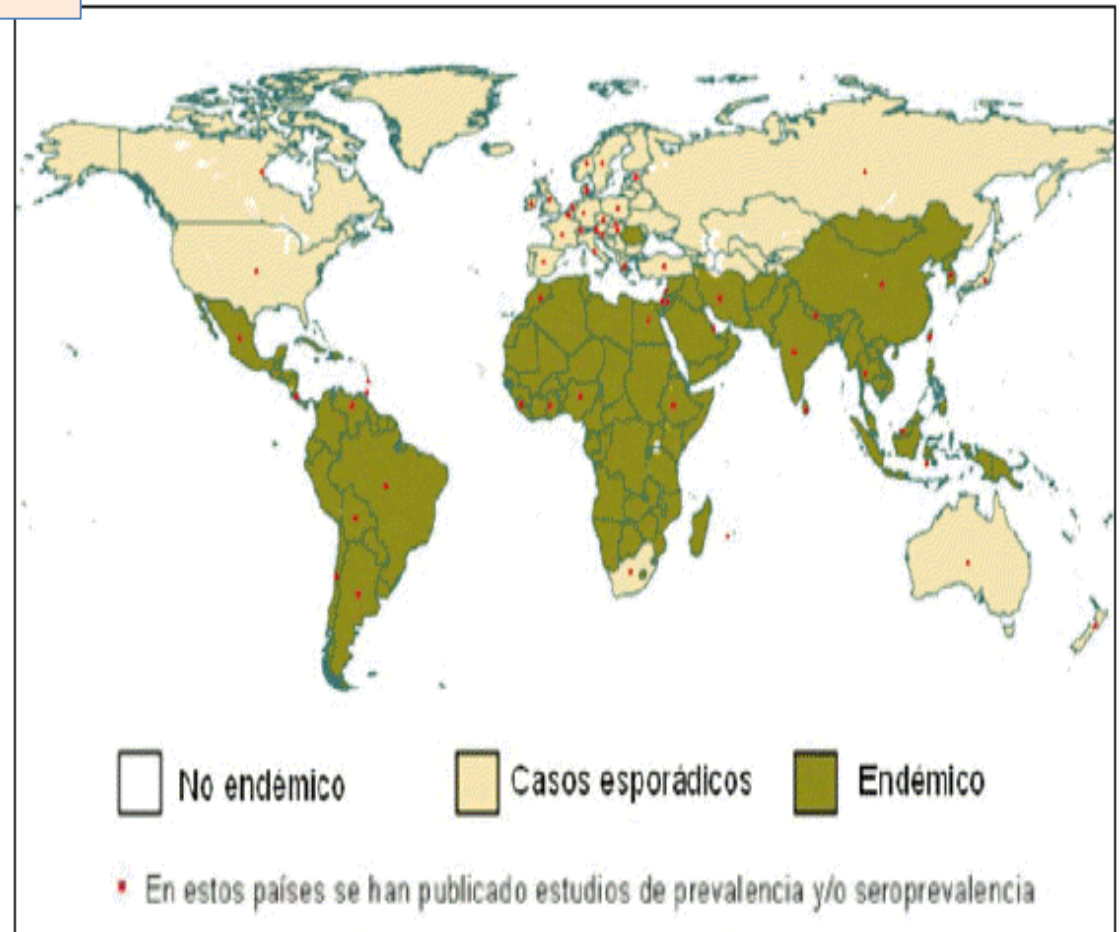 No endémico
Casos esporádicos
Endémico
En estos países se han publicado estudios de prevalencia y/o seroprevalencia